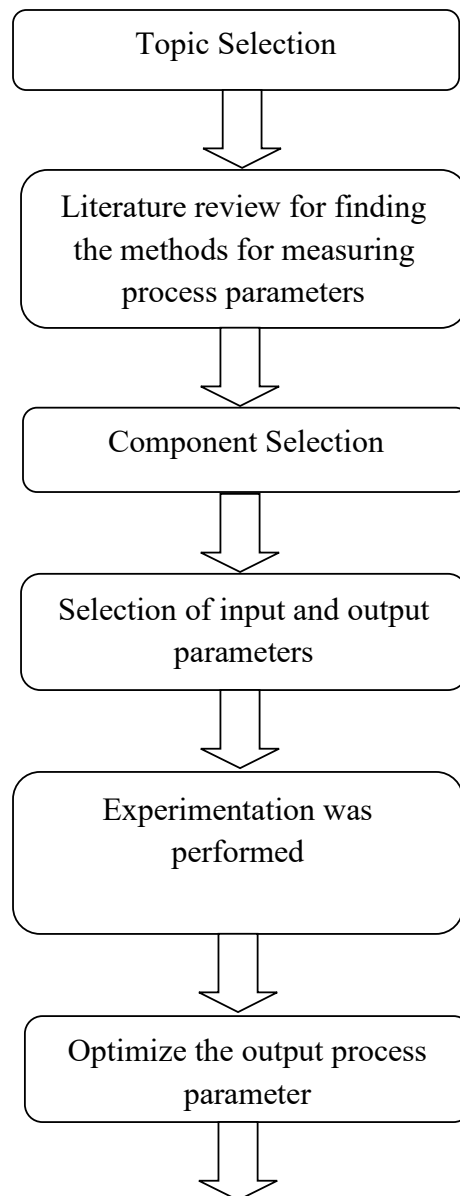 Topic Selection
Literature review for finding
the methods for measuring
process parameters
Component Selection
Selection of input and output
parameters
Experimentation was
performed
Optimize the output process
parameter